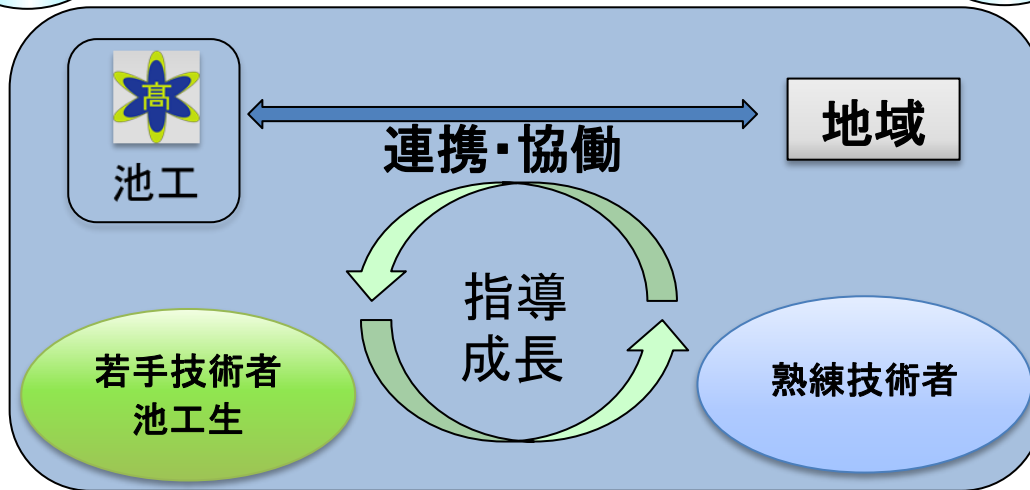 高
池工
連携・協働
地域
指導
成長
若手技術者
池工生
熟練技術者